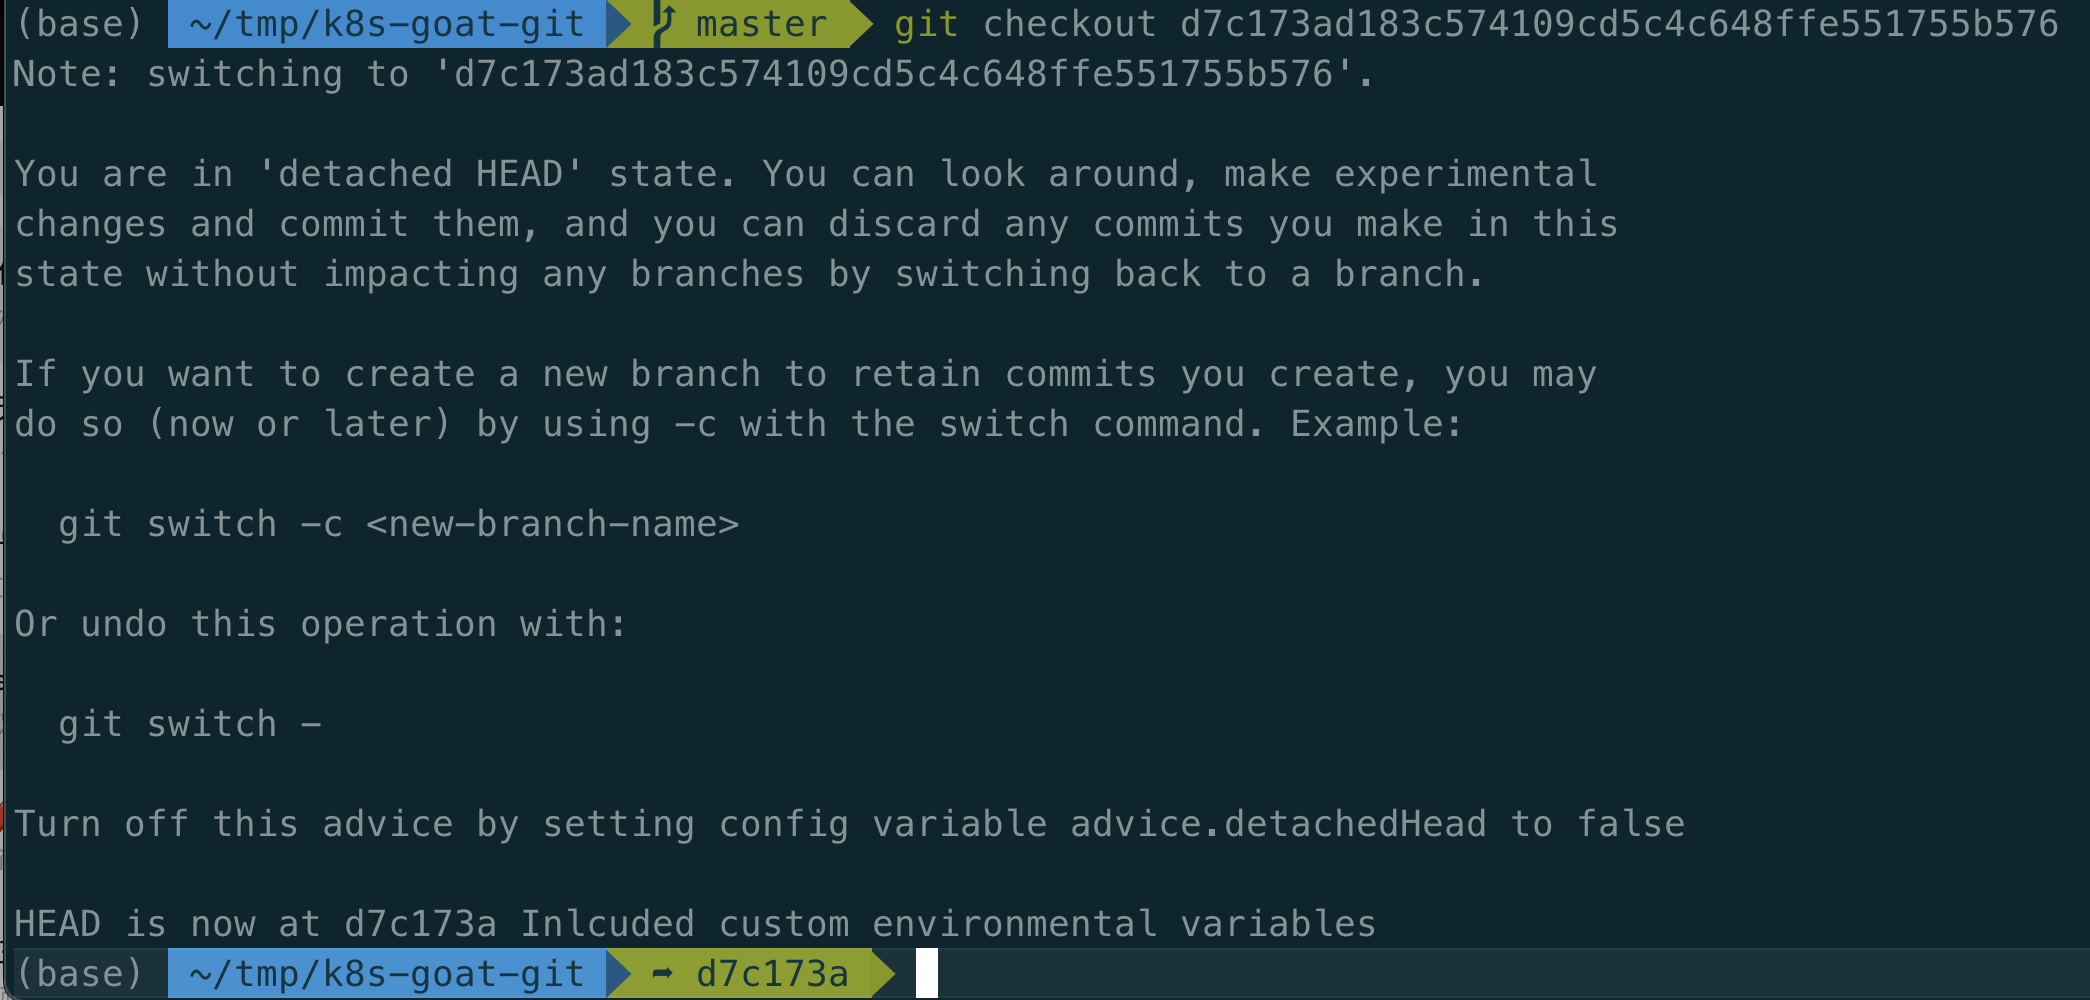 (base) ~/tmp/k8s-goat-git master git checkout d7c173ad183c574109cd5c4c648ffe551755b576
Note: switching to 'd7c173ad183c574109cd5c4c648ffe551755b576'.
You are in 'detached HEAD' state. You can look around, make experimental
changes and commit them, and you can discard any commits you make in this
state without impacting any branches by switching back to a branch.
If you want to create a new branch to retain commits you create, you may
do so (now or later) by using -c with the switch command. Example:
git switch -c <new-branch-name>
Or undo this operation with:
git switch -
Turn off this advice by setting config variable advice.detachedHead to false
HEAD is now at d7c173a Inlcuded custom environmental variables
(base) ~/tmp/k8s-goat-git ➦ d7c173a